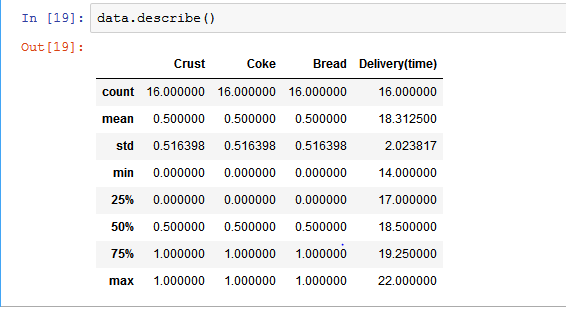 In [19]: data.describe()
Out[19]:
Crust Coke Bread Delivery(time)
count 16.000000 16.000000 16.000000 16.000000
mean 0.500000 0.500000 0.500000 18.312500
std 0.516398 0.516398 0.516398 2.023817
min 0.000000 0.000000 0.000000 14.000000
25% 0.000000 0.000000 0.000000 17.000000
50% 0.500000 0.500000 0.500000 18.500000
75% 1.000000 1.000000 1.000000 19.250000
max 1.000000 1.000000 1.000000 22.000000